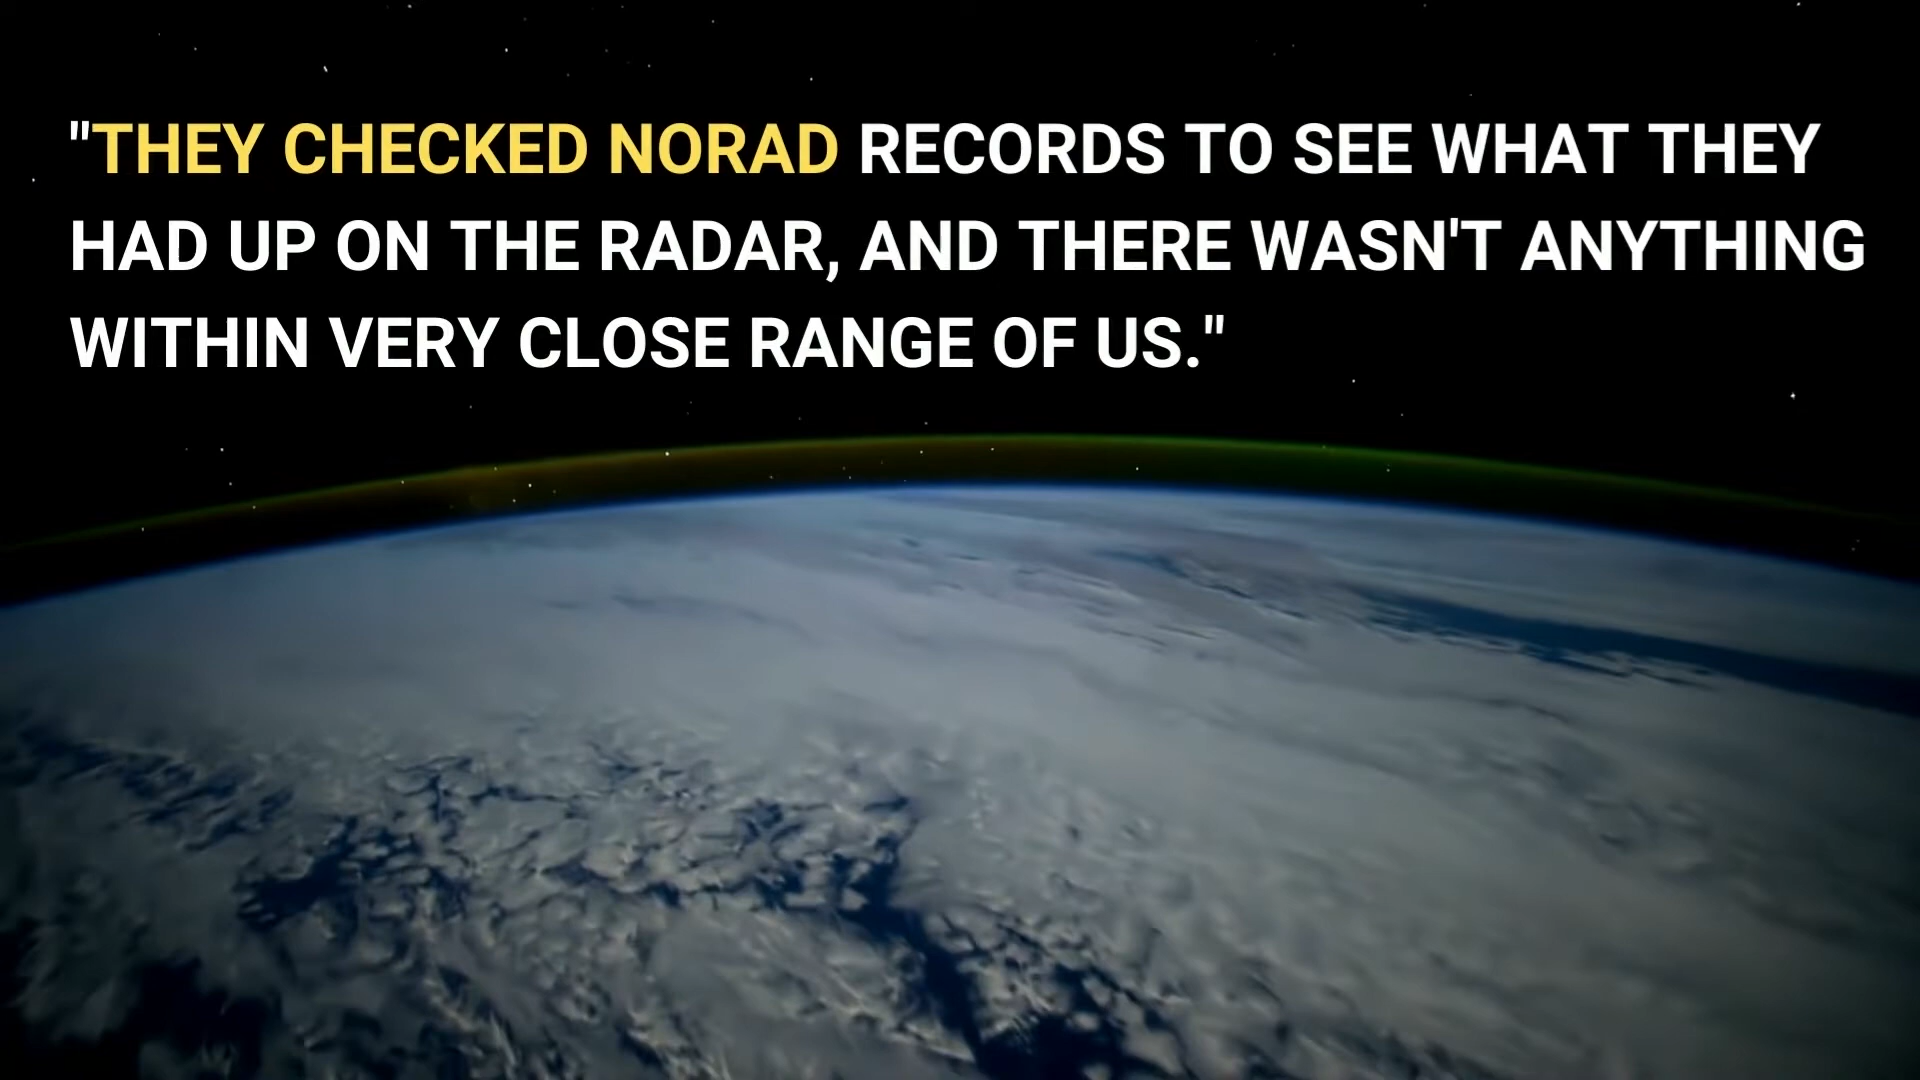 "THEY CHECKED NORAD RECORDS TO SEE WHAT THEY
HAD UP ON THE RADAR, AND THERE WASN'T ANYTHING
WITHIN VERY CLOSE RANGE OF US."